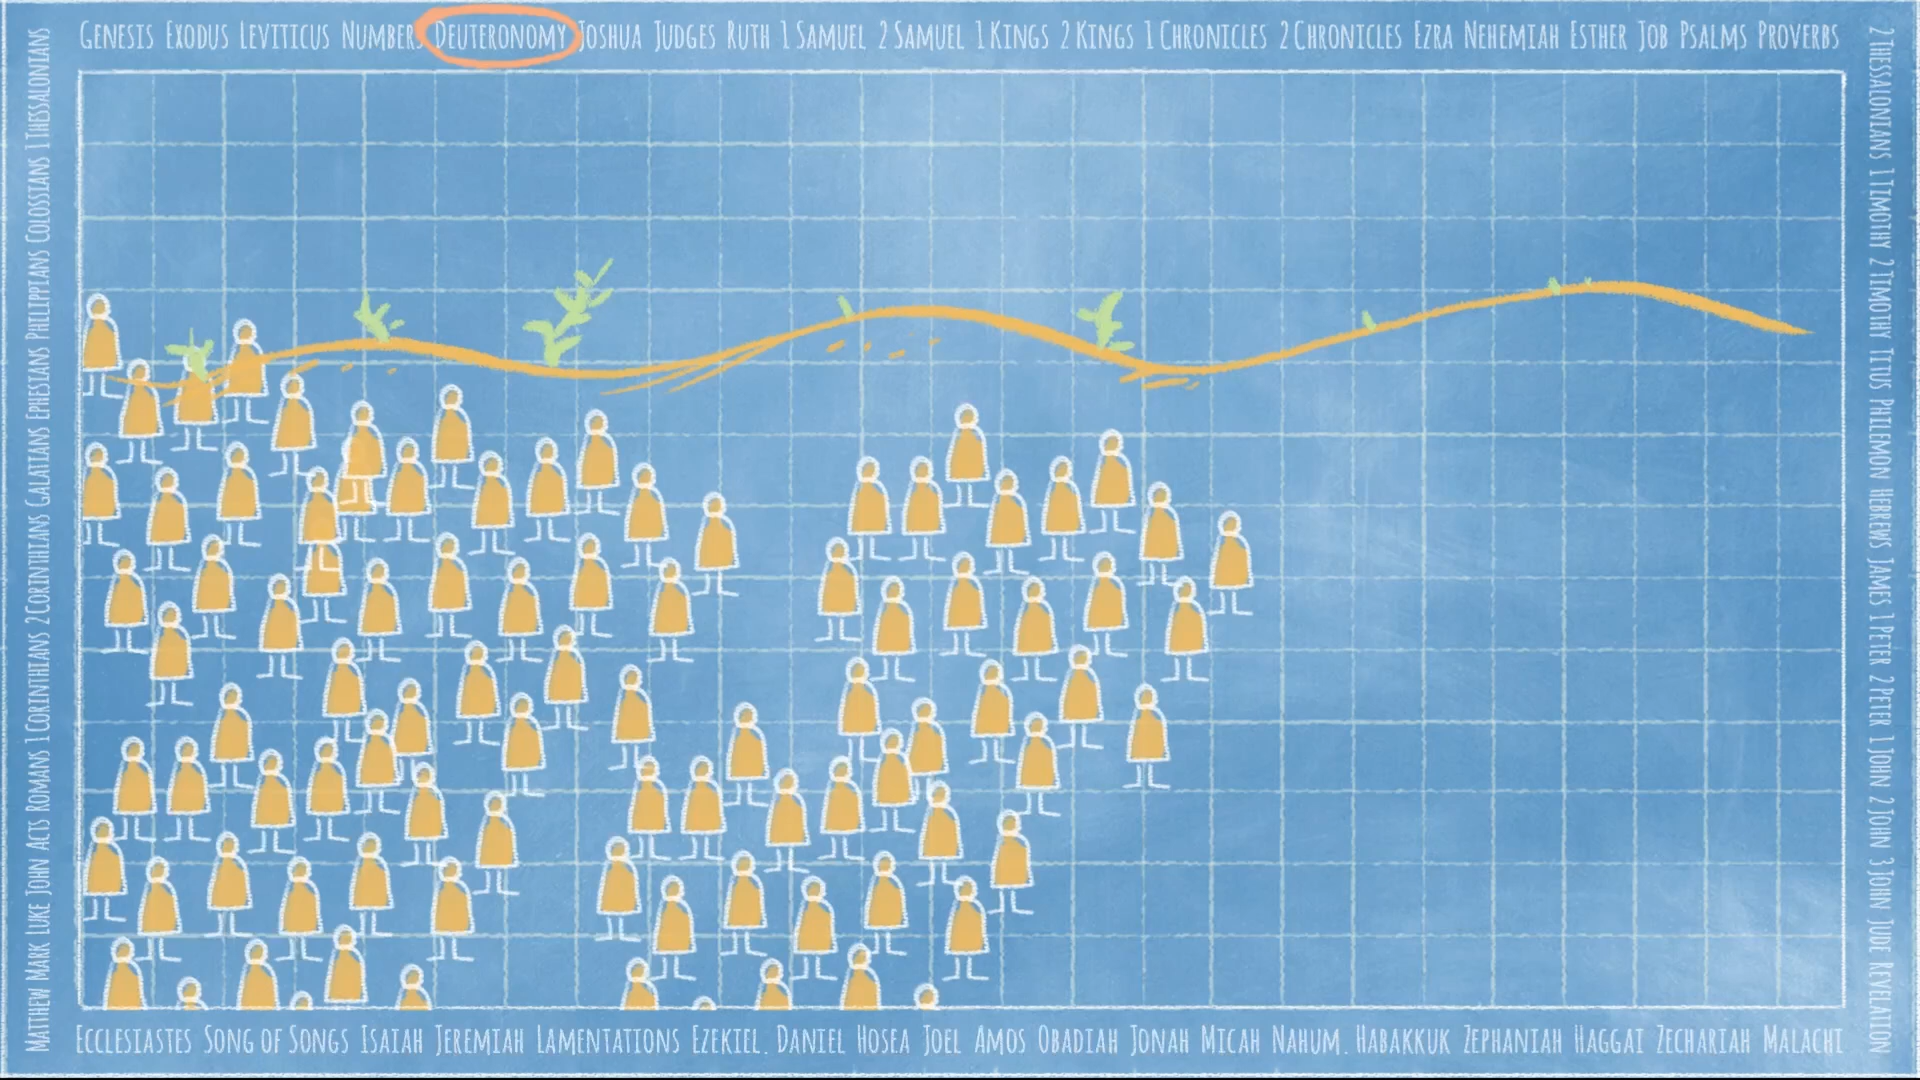 Genesis Exodus Leviticus Numbers Deuteronomy Joshua Judges Ruth 1 Samuel 2 Samuel 1 Kings 2 Kings 1 Chronicles 2 Chronicles Ezra Nehemiah Esther Job Psalms Proverbs
Ecclesiastes Song of Songs Isaiah Jeremiah Lamentations Ezekiel. Daniel Hosea Joel Amos Obadiah Jonah Micah Nahum. Habakkuk Zephaniah Haggai Zechariah Malachi
Matthew Mark Luke John Acts Romans 1 Corinthians 2 Corinthians Galatians Ephesians Philippians Colossians 1 Thessalonians
2 Thessalonians 1 Timothy 2 Timothy Titus Philemon Hebrews James 1 Peter 2 Peter 1 John 2 John 3 John Jude Revelation